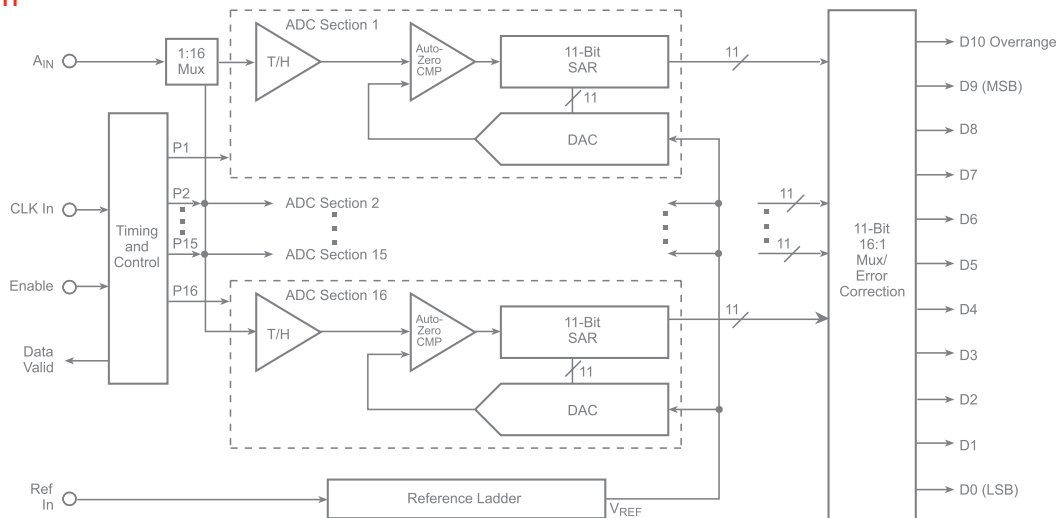 ADC Section 1
A_IN
1:16
Mux
T/H
Auto-
Zero
CMP
11-Bit
SAR
11
11
DAC
P1
CLK In
Enable
Data
Valid
Timing
and
Control
P2
P15
P16
ADC Section 2
ADC Section 15
11
11
ADC Section 16
T/H
Auto-
Zero
CMP
11-Bit
SAR
11
11
DAC
Ref
In
Reference Ladder
V_REF
11-Bit
16:1
Mux/
Error
Correction
D10 Overrange
D9 (MSB)
D8
D7
D6
D5
D4
D3
D2
D1
D0 (LSB)